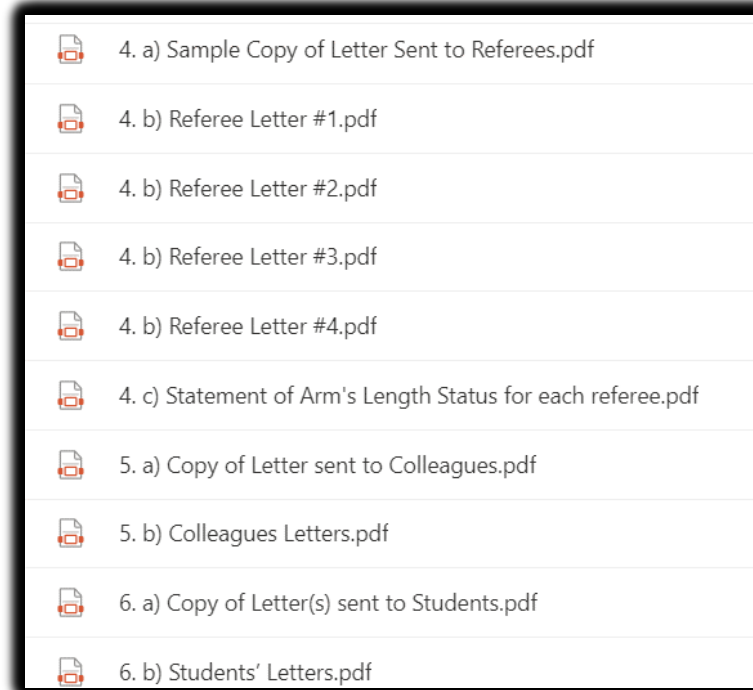 4. a) Sample Copy of Letter Sent to Referees.pdf
4. b) Referee Letter #1.pdf
4. b) Referee Letter #2.pdf
4. b) Referee Letter #3.pdf
4. b) Referee Letter #4.pdf
4. c) Statement of Arm's Length Status for each referee.pdf
5. a) Copy of Letter sent to Colleagues.pdf
5. b) Colleagues Letters.pdf
6. a) Copy of Letter(s) sent to Students.pdf
6. b) Students’ Letters.pdf